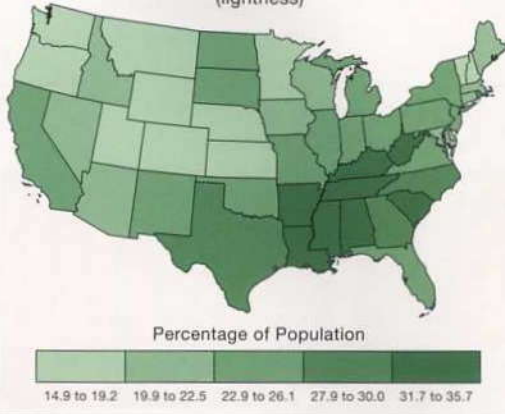 (lightness)
Percentage of Population
14.9 to 19.2 19.9 to 22.5 22.9 to 26.1 27.9 to 30.0 31.7 to 35.7